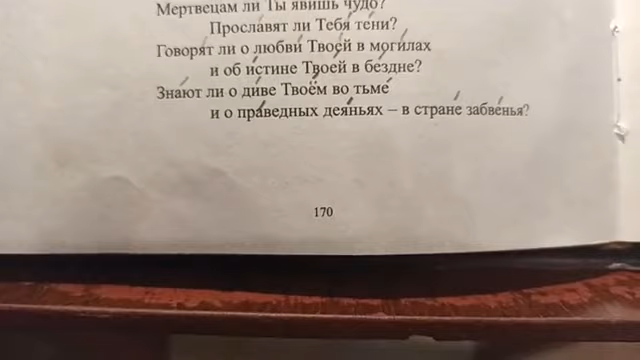 Мертвецам ли Ты явишь чудо?
Прославят ли Тебя тени?
Говорят ли о любви Твоей в могилах
и об истине Твоей в бездне?
Знают ли о диве Твоём во тьме
и о праведных деяньях – в стране забвенья?
170